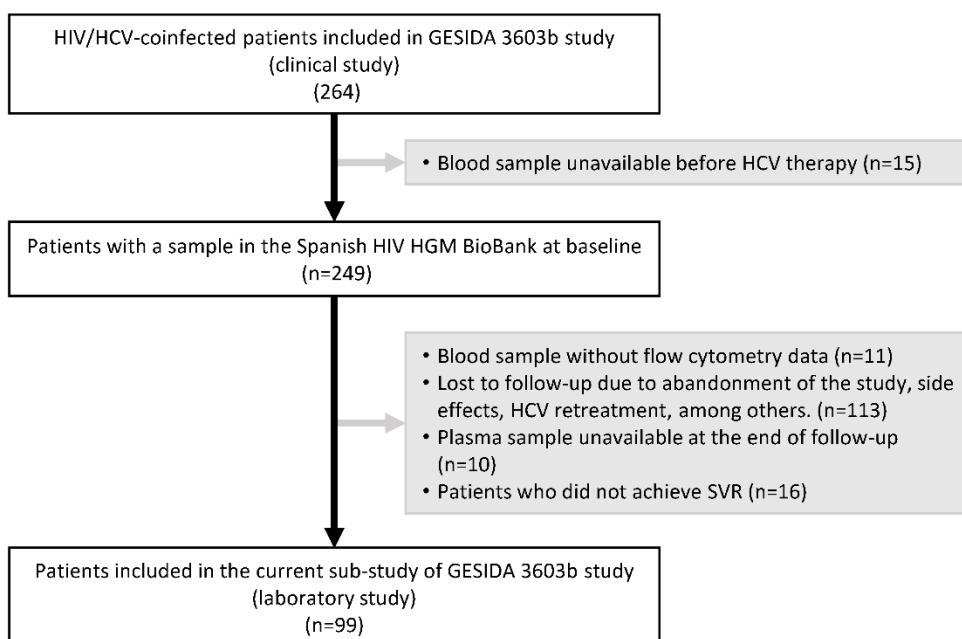 HIV/HCV-coinfected patients included in GESIDA 3603b study
(clinical study)
(264)
• Blood sample unavailable before HCV therapy (n=15)
Patients with a sample in the Spanish HIV HGM BioBank at baseline
(n=249)
• Blood sample without flow cytometry data (n=11)
• Lost to follow-up due to abandonment of the study, side
effects, HCV retreatment, among others. (n=113)
• Plasma sample unavailable at the end of follow-up
(n=10)
• Patients who did not achieve SVR (n=16)
Patients included in the current sub-study of GESIDA 3603b study
(laboratory study)
(n=99)